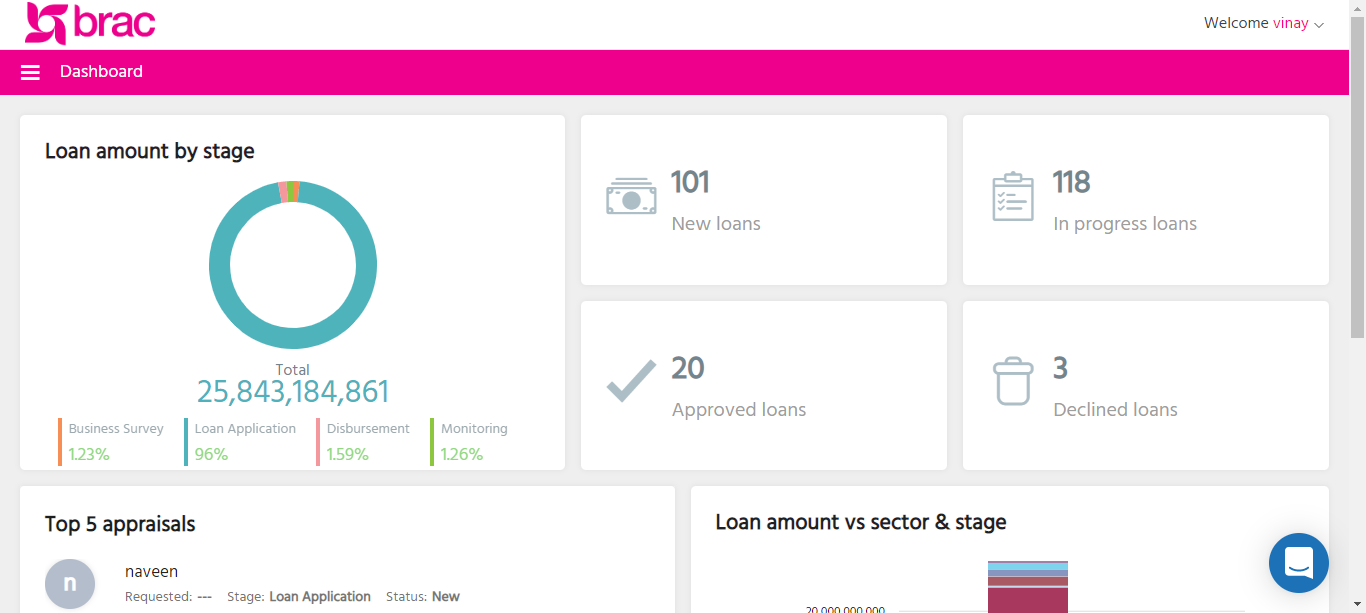 brac
Welcome vinay
Dashboard
Loan amount by stage
Total
25,843,184,861
Business Survey
1.23%
Loan Application
96%
Disbursement
1.59%
Monitoring
1.26%
101
New loans
118
In progress loans
20
Approved loans
3
Declined loans
Top 5 appraisals
n
naveen
Requested: --- Stage: Loan Application Status: New
Loan amount vs sector & stage
20,000,000,000